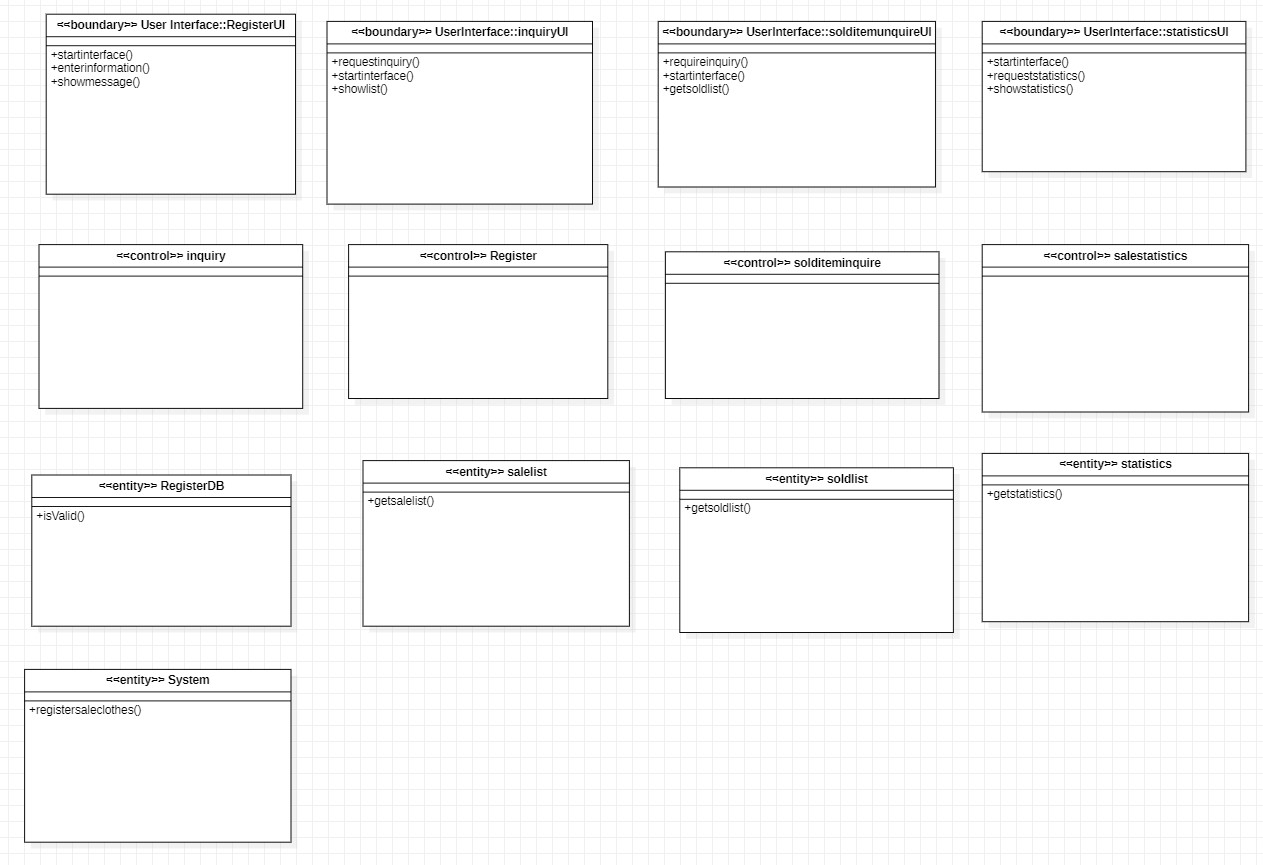 <<boundary>> User Interface::RegisterUI
+startinterface()
+enterinformation()
+showmessage()
<<boundary>> UserInterface::inquiryUI
+requestinquiry()
+startinterface()
+showlist()
<<boundary>> UserInterface::solditemunquireUI
+requireinquiry()
+startinterface()
+getsoldlist()
<<boundary>> UserInterface::statisticsUI
+startinterface()
+requeststatistics()
+showstatistics()
<<control>> inquiry
<<control>> Register
<<control>> solditeminquire
<<control>> salestatistics
<<entity>> RegisterDB
+isValid()
<<entity>> salelist
+getsalelist()
<<entity>> soldlist
+getsoldlist()
<<entity>> statistics
+getstatistics()
<<entity>> System
+registersaleclothes()